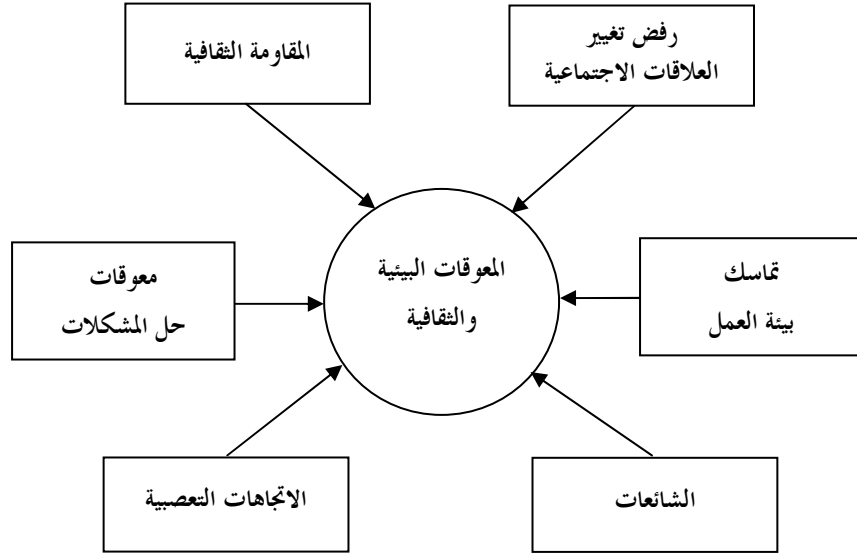 رفض تغيير
العلاقات الاجتماعية
المقاومة الثقافية
تماسك
بيئة العمل
المعوقات البيئية
والثقافية
معوقات
حل المشكلات
الشائعات
الاتجاهات التعصبية